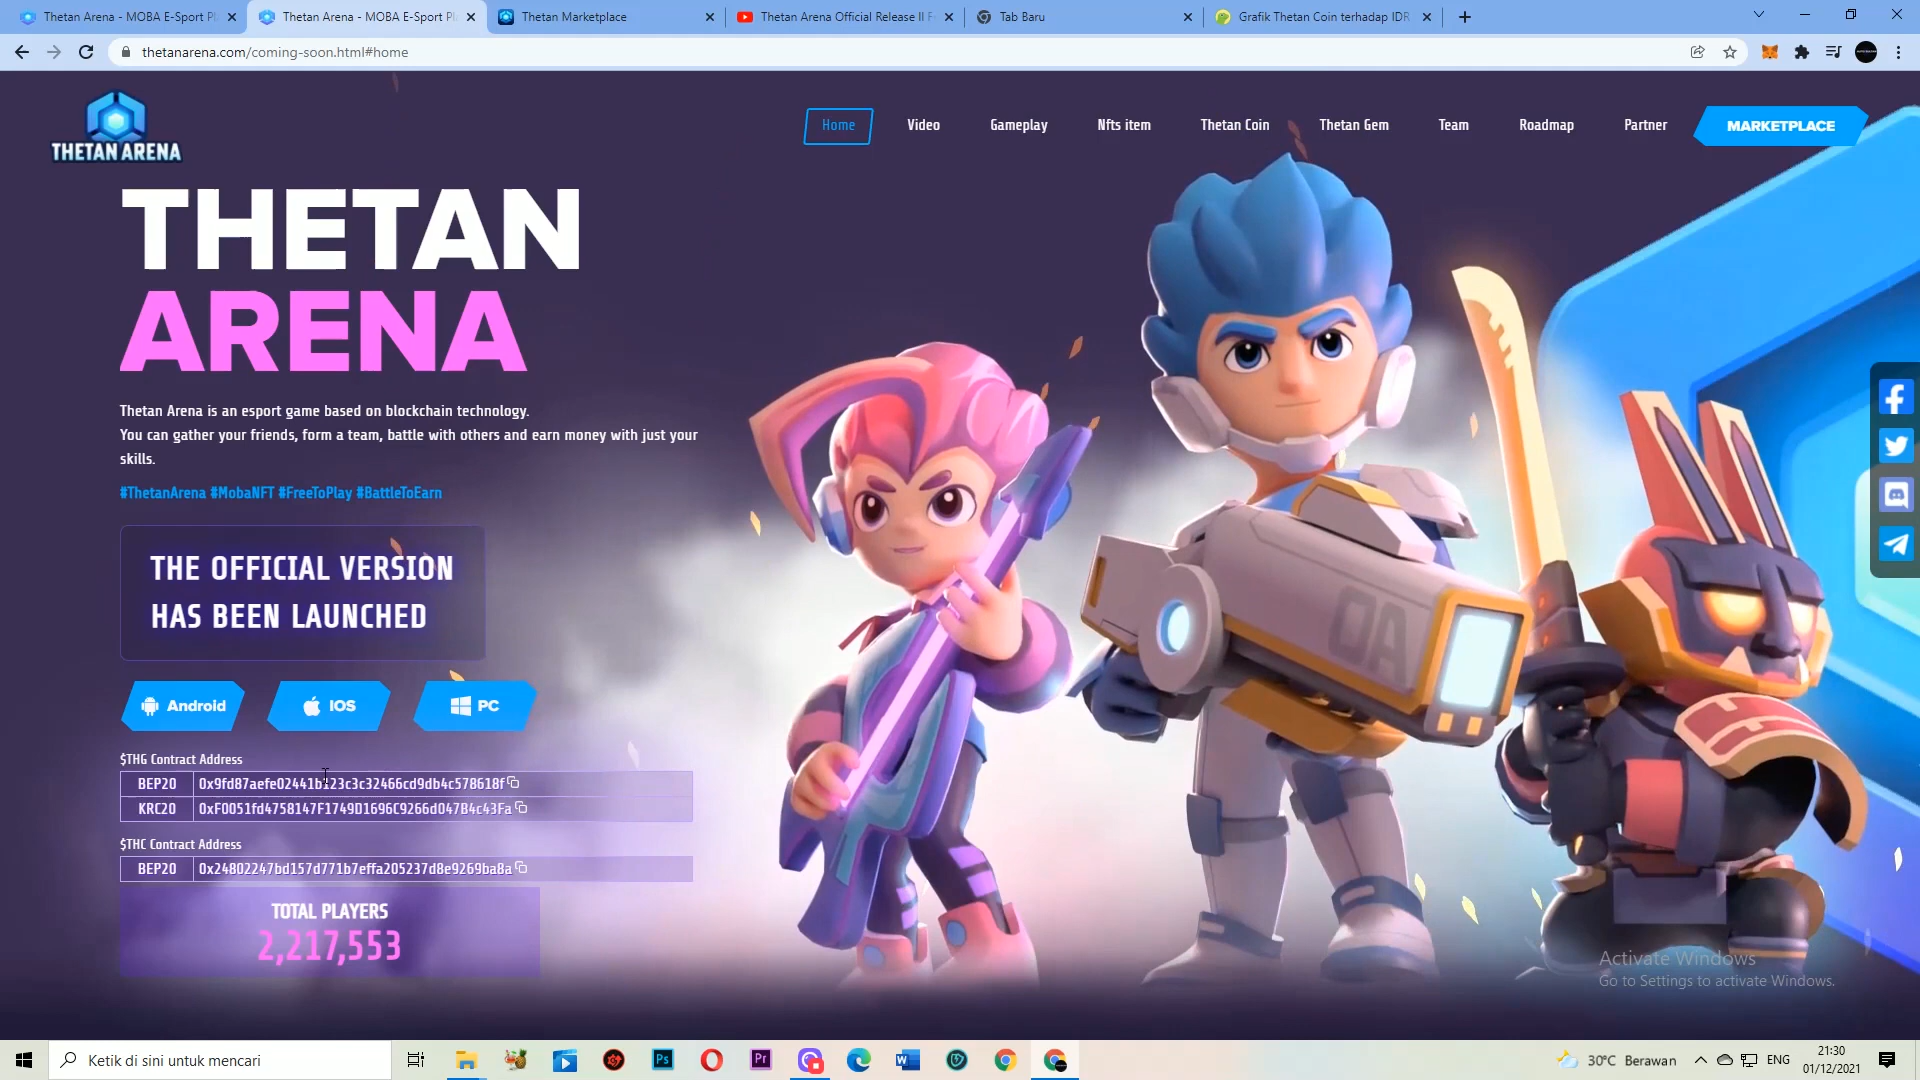 Thetan Arena - MOBA E-Sport Pl
Thetan Arena - MOBA E-Sport Pl
Thetan Marketplace
Thetan Arena Official Release II F
Tab Baru
Grafik Thetan Coin terhadap IDR
thetanarena.com/coming-soon.html#home
THETAN ARENA
Home
Video
Gameplay
Nfts item
Thetan Coin
Thetan Gem
Team
Roadmap
Partner
MARKETPLACE
THETAN
ARENA
Thetan Arena is an esport game based on blockchain technology.
You can gather your friends, form a team, battle with others and earn money with just your
skills.
#ThetanArena #MobaNFT #FreeToPlay #BattleToEarn
THE OFFICIAL VERSION
HAS BEEN LAUNCHED
Android
IOS
PC
$THG Contract Address
BEP20 0x9fd87aefe02441b123c3c32466cd9db4c578618f
KRC20 0xF0051fd4758147F1749D1696C9266d047B4c43Fa
$THC Contract Address
BEP20 0x24802247bd157d771b7effa205237d8e9269ba8a
TOTAL PLAYERS
2,217,553
OA
Activate Windows
Go to Settings to activate Windows.
Ketik di sini untuk mencari
Ps
Pr
30°C Berawan
ENG
21:30
01/12/2021